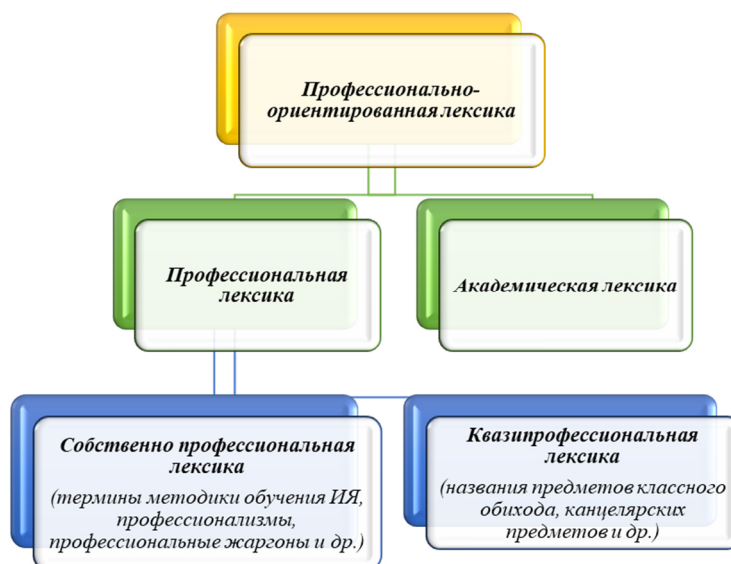 Профессионально-
ориентированная лексика
Профессиональная
лексика
Академическая лексика
Собственно профессиональная
лексика
(термины методики обучения ИЯ,
профессионализмы,
профессиональные жаргоны и др.)
Квазипрофессиональная
лексика
(названия предметов классного
обихода, канцелярских
предметов и др.)